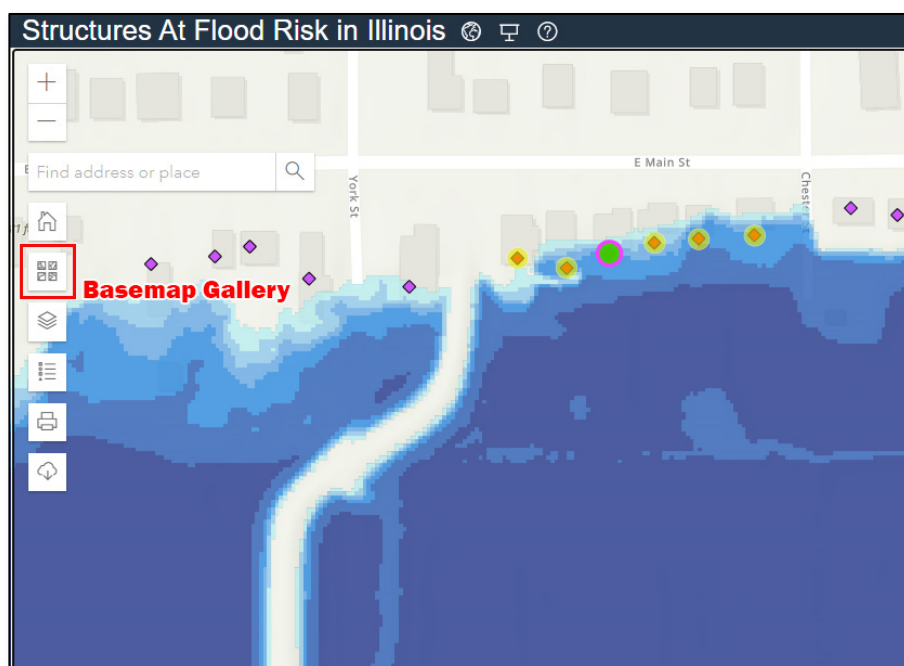 Structures At Flood Risk in Illinois
E Main St
Find address or place
York St
Basemap Gallery